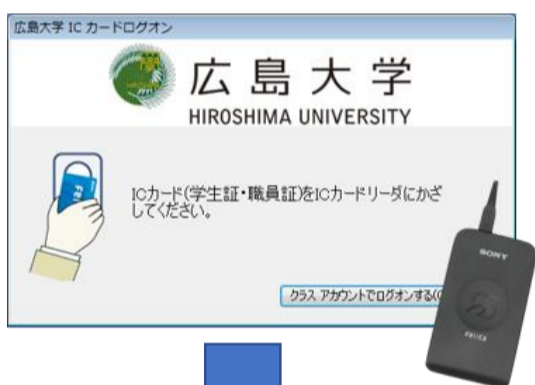 広島大学 IC カードログオン
広島大学
HIROSHIMA UNIVERSITY
ICカード(学生証・職員証)をICカードリーダにかざ
してください。
クラス アカウントでログオンする(
SONY